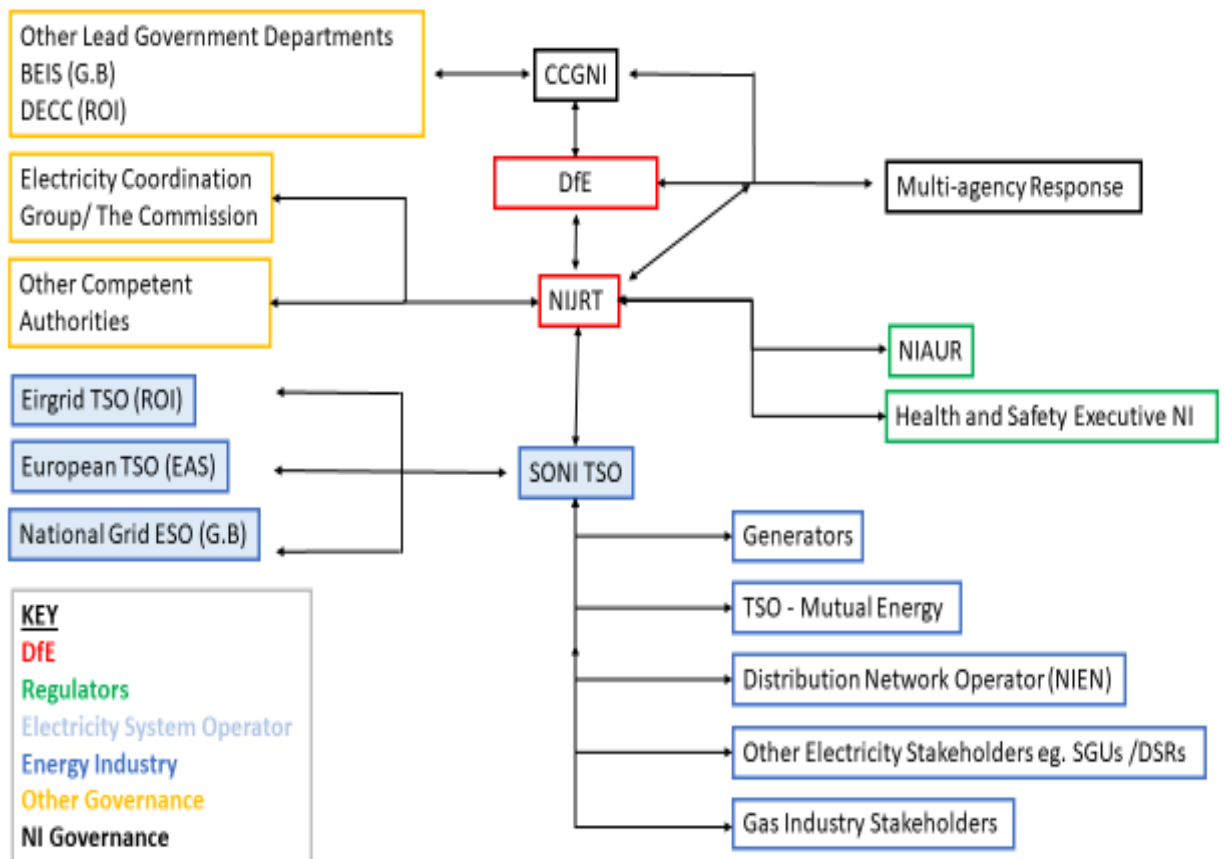 Other Lead Government Departments
BEIS (G.B)
DECC (ROI)
CCGNI
Electricity Coordination
Group/ The Commission
DfE
Multi-agency Response
Other Competent
Authorities
NIJRT
NIAUR
Health and Safety Executive NI
Eirgrid TSO (ROI)
European TSO (EAS)
National Grid ESO (G.B)
SONI TSO
Generators
TSO - Mutual Energy
Distribution Network Operator (NIEN)
Other Electricity Stakeholders eg. SGUs /DSRs
Gas Industry Stakeholders
KEY
DfE
Regulators
Electricity System Operator
Energy Industry
Other Governance
NI Governance